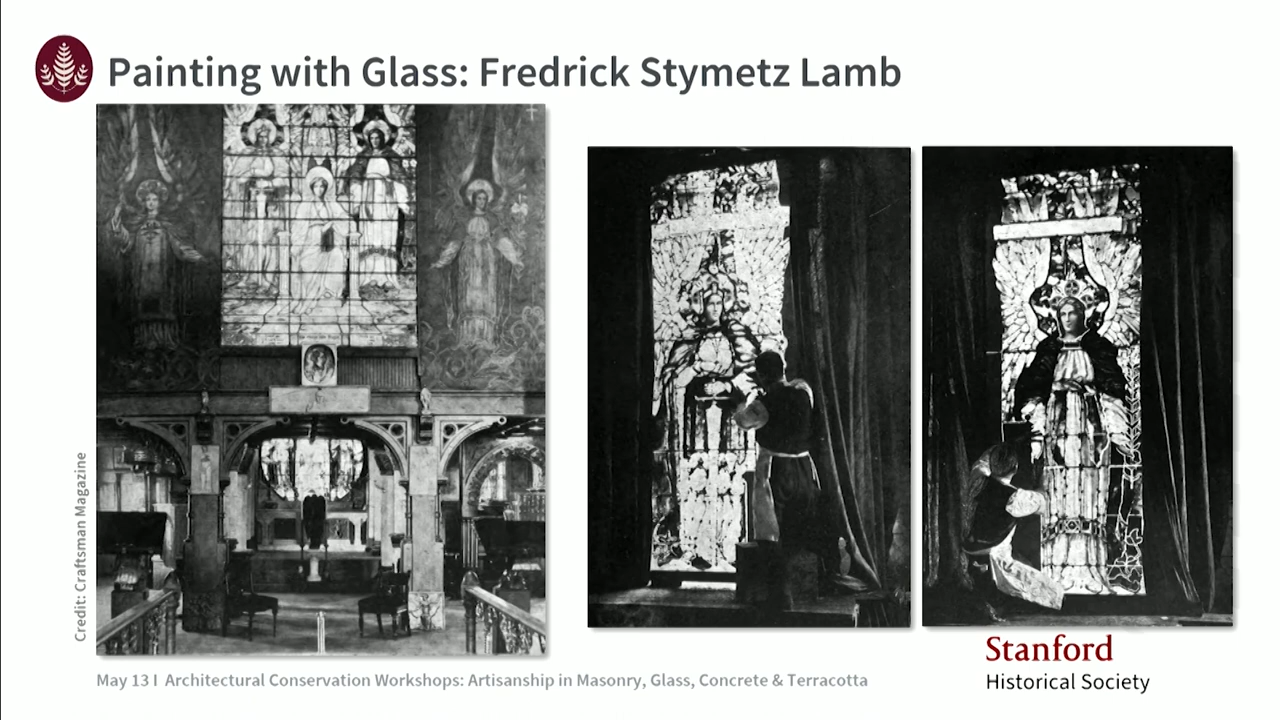 Painting with Glass: Fredrick Stymetz Lamb
Credit: Craftsman Magazine
May 13 I Architectural Conservation Workshops: Artisanship in Masonry, Glass, Concrete & Terracotta
Stanford
Historical Society